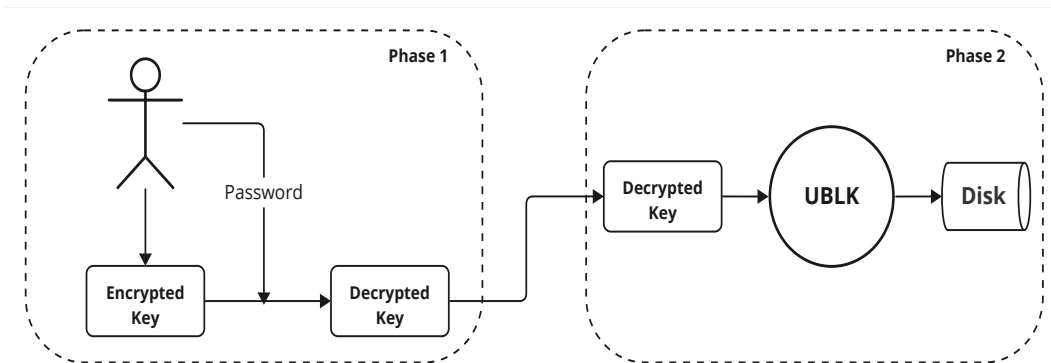 Phase 1
Password
Encrypted
Key
Decrypted
Key
Phase 2
Decrypted
Key
UBLK
Disk